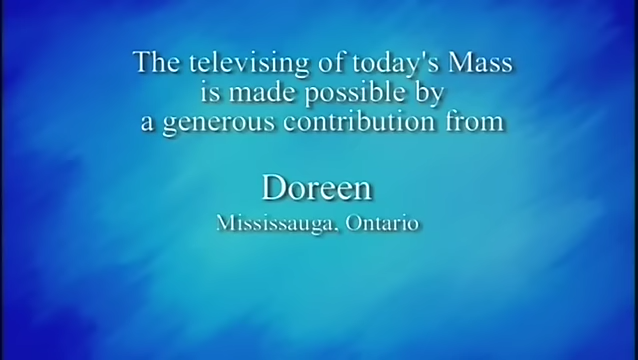 The televising of today's Mass
is made possible by
a generous contribution from
Doreen
Mississauga, Ontario